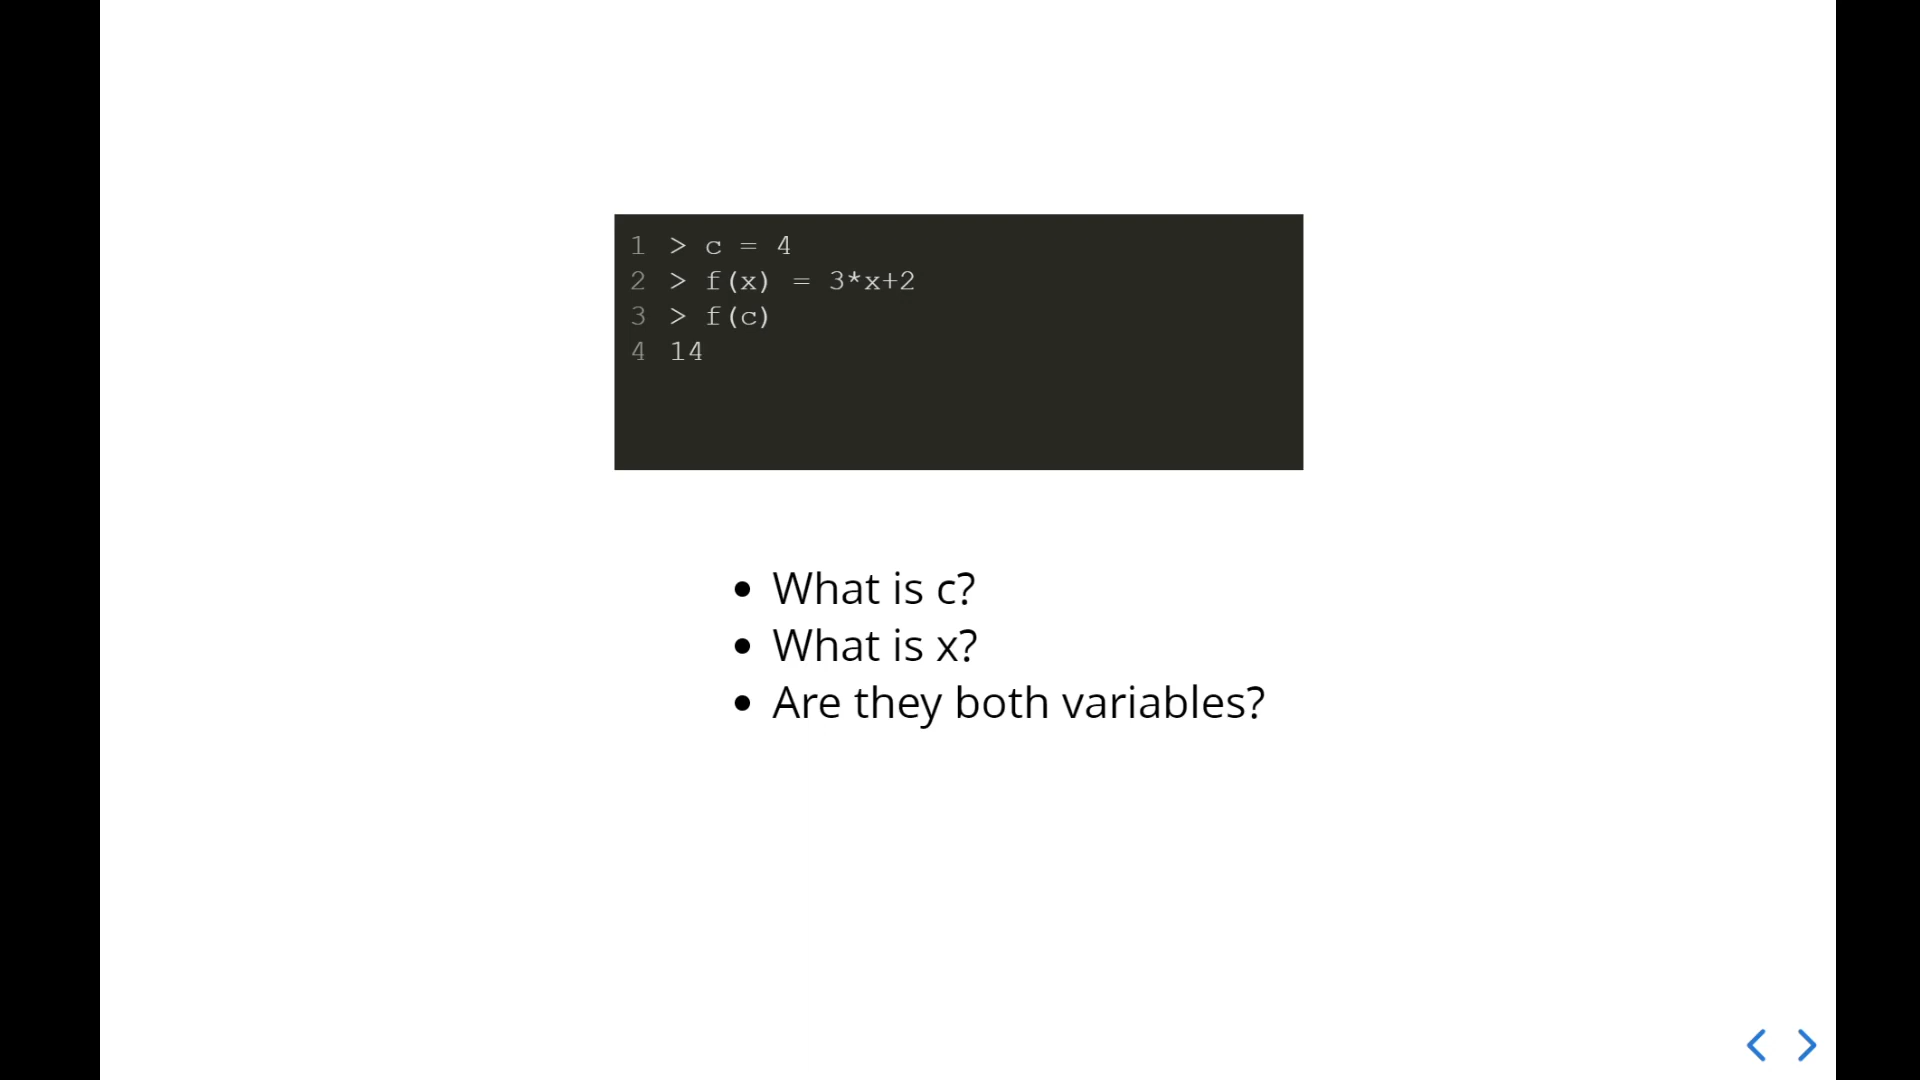 1 > c = 4
2 > f(x) = 3*x+2
3 > f(c)
4 14
• What is c?
• What is x?
• Are they both variables?